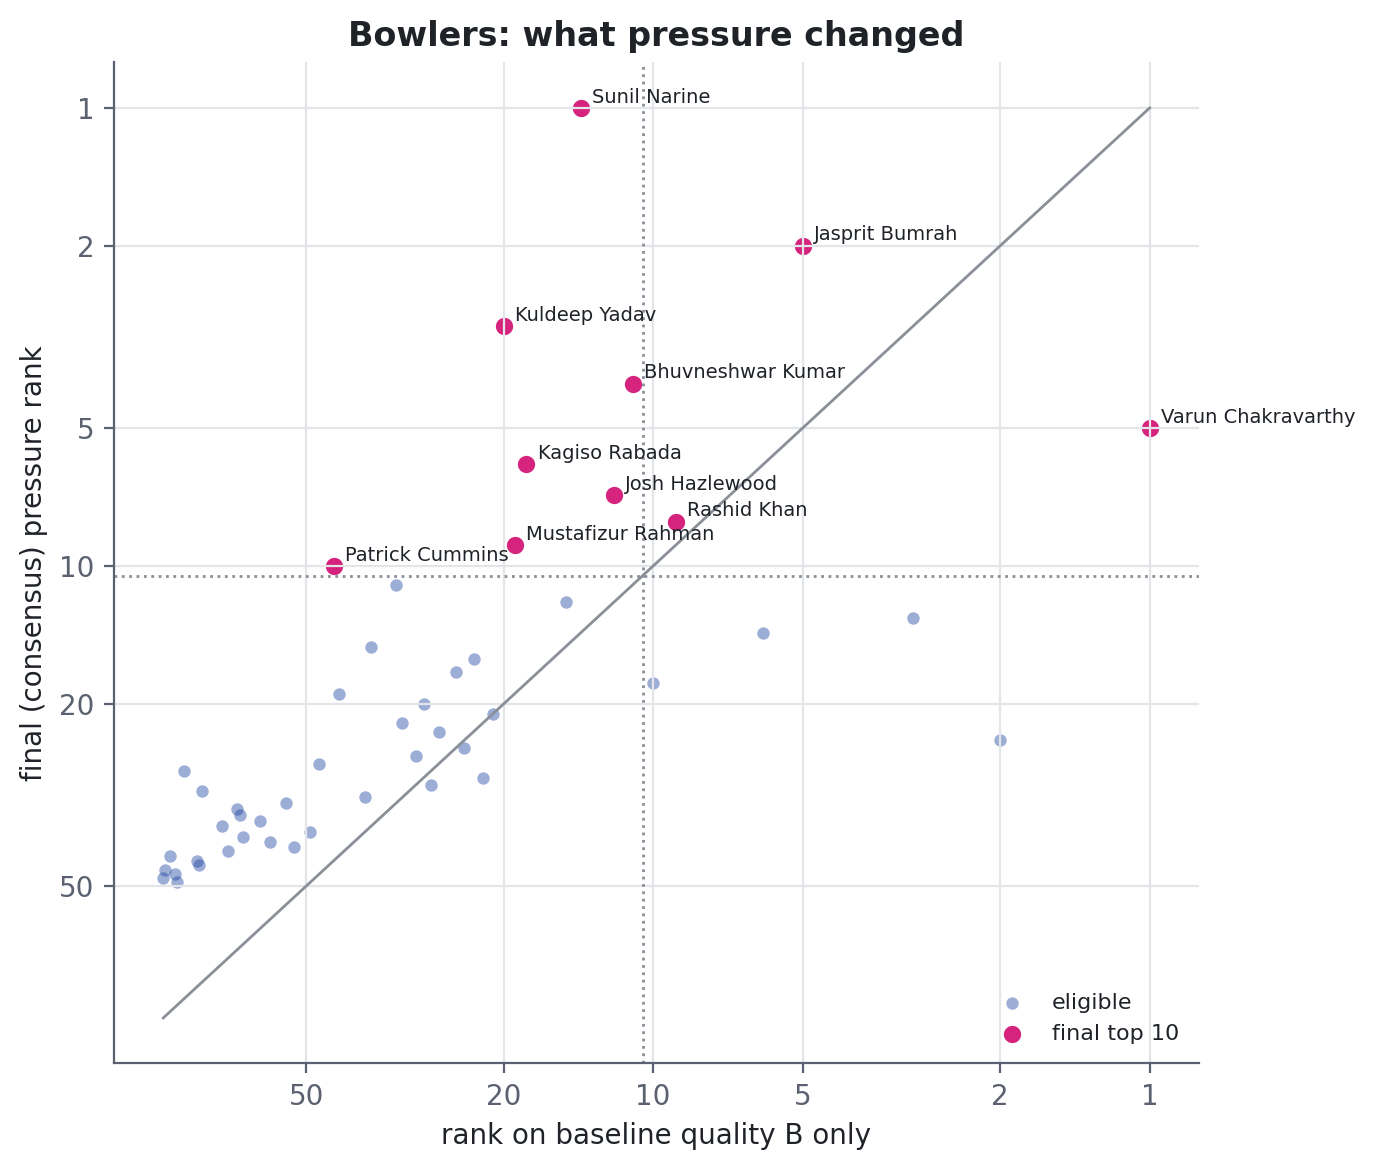 Bowlers: what pressure changed
final (consensus) pressure rank
1
2
5
10
20
50
Sunil Narine
Jasprit Bumrah
Kuldeep Yadav
Bhuvneshwar Kumar
Varun Chakravarthy
Kagiso Rabada
Josh Hazlewood
Rashid Khan
Mustafizur Rahman
Patrick Cummins
eligible
final top 10
50
20
10
5
2
1
rank on baseline quality B only